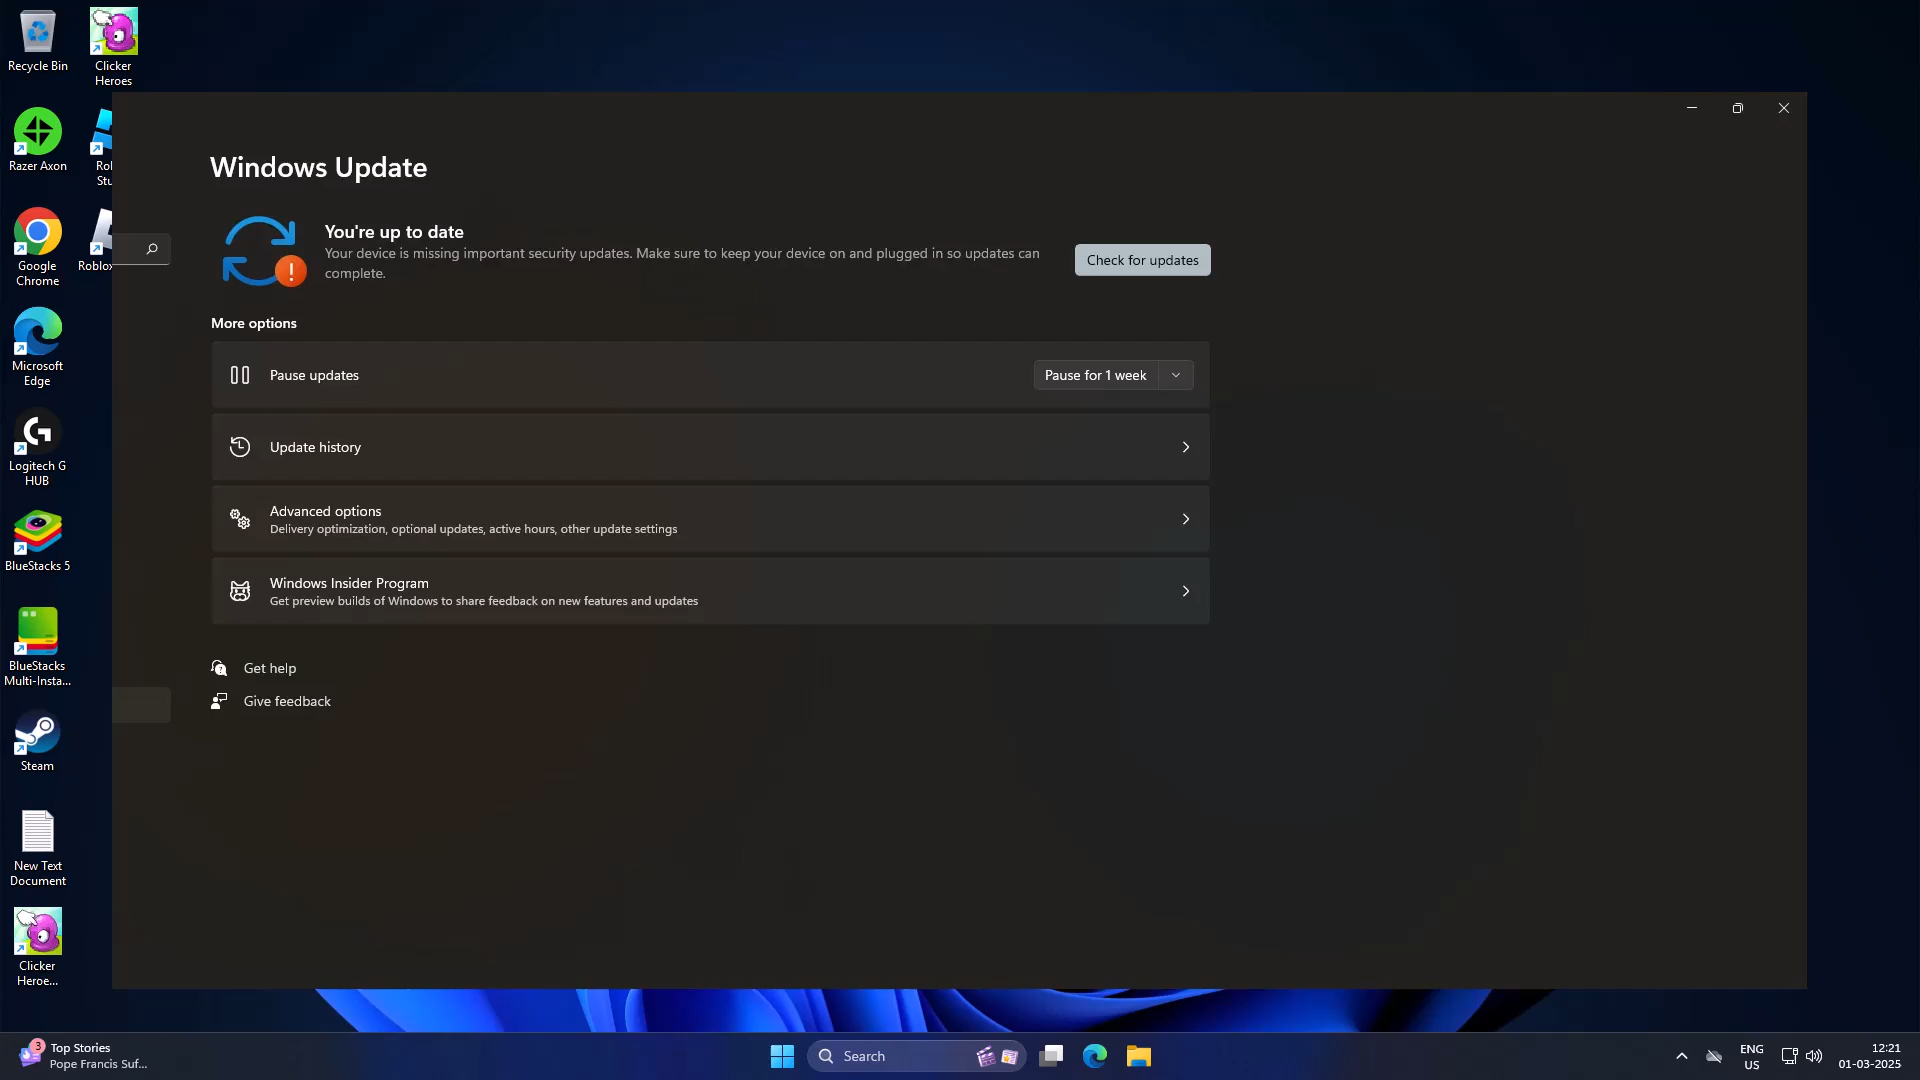 Recycle Bin
Clicker
Heroes
Razer Axon
Rol
Stu
Google
Chrome
Roblox
Microsoft
Edge
Logitech G
HUB
BlueStacks 5
BlueStacks
Multi-Insta...
Steam
New Text
Document
Clicker
Heroe...
Windows Update
You're up to date
Your device is missing important security updates. Make sure to keep your device on and plugged in so updates can
complete.
Check for updates
More options
Pause updates
Pause for 1 week
Update history
Advanced options
Delivery optimization, optional updates, active hours, other update settings
Windows Insider Program
Get preview builds of Windows to share feedback on new features and updates
Get help
Give feedback
3
Top Stories
Pope Francis Suf...
Search
ENG
US
12:21
01-03-2025